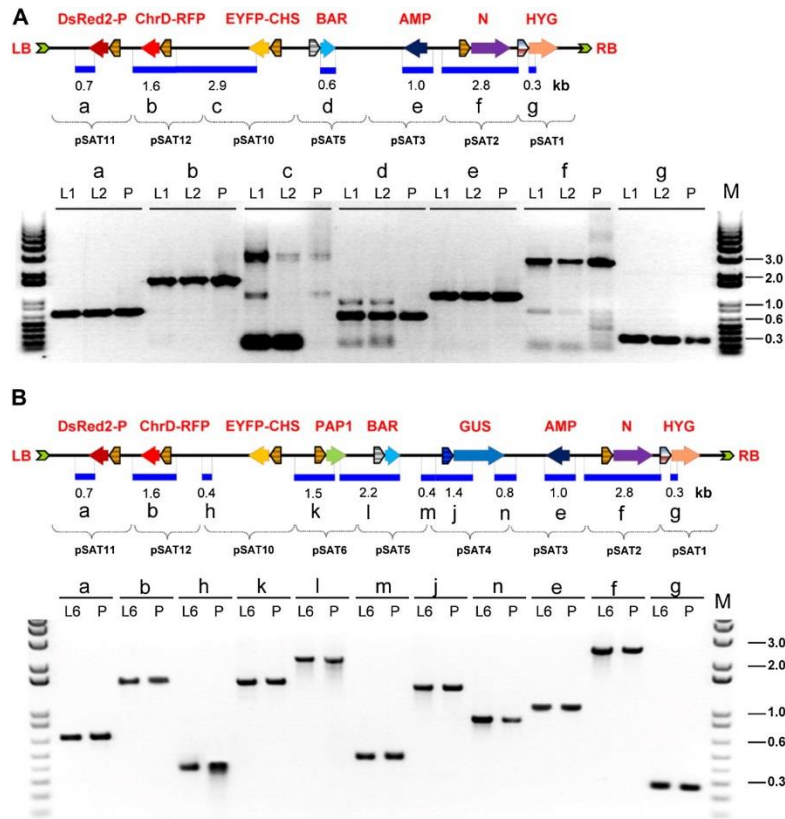 A
DsRed2-P ChrD-RFP EYFP-CHS BAR AMP N HYG
LB RB
0.7 1.6 2.9 0.6 1.0 2.8 0.3 kb
a b c d e f g
pSAT11 pSAT12 pSAT10 pSAT5 pSAT3 pSAT2 pSAT1
a b c d e f g
L1 L2 P L1 L2 P L1 L2 P L1 L2 P L1 L2 P L1 L2 P L1 L2 P M
3.0
2.0
1.0
0.6
0.3
B
DsRed2-P ChrD-RFP EYFP-CHS PAP1 BAR GUS AMP N HYG
LB RB
0.7 1.6 0.4 1.5 2.2 0.4 1.4 0.8 1.0 2.8 0.3 kb
a b h k l m j n e f g
pSAT11 pSAT12 pSAT10 pSAT6 pSAT5 pSAT4 pSAT3 pSAT2 pSAT1
a b h k l m j n e f g
L6 P L6 P L6 P L6 P L6 P L6 P L6 P L6 P L6 P L6 P L6 P M
3.0
2.0
1.0
0.6
0.3